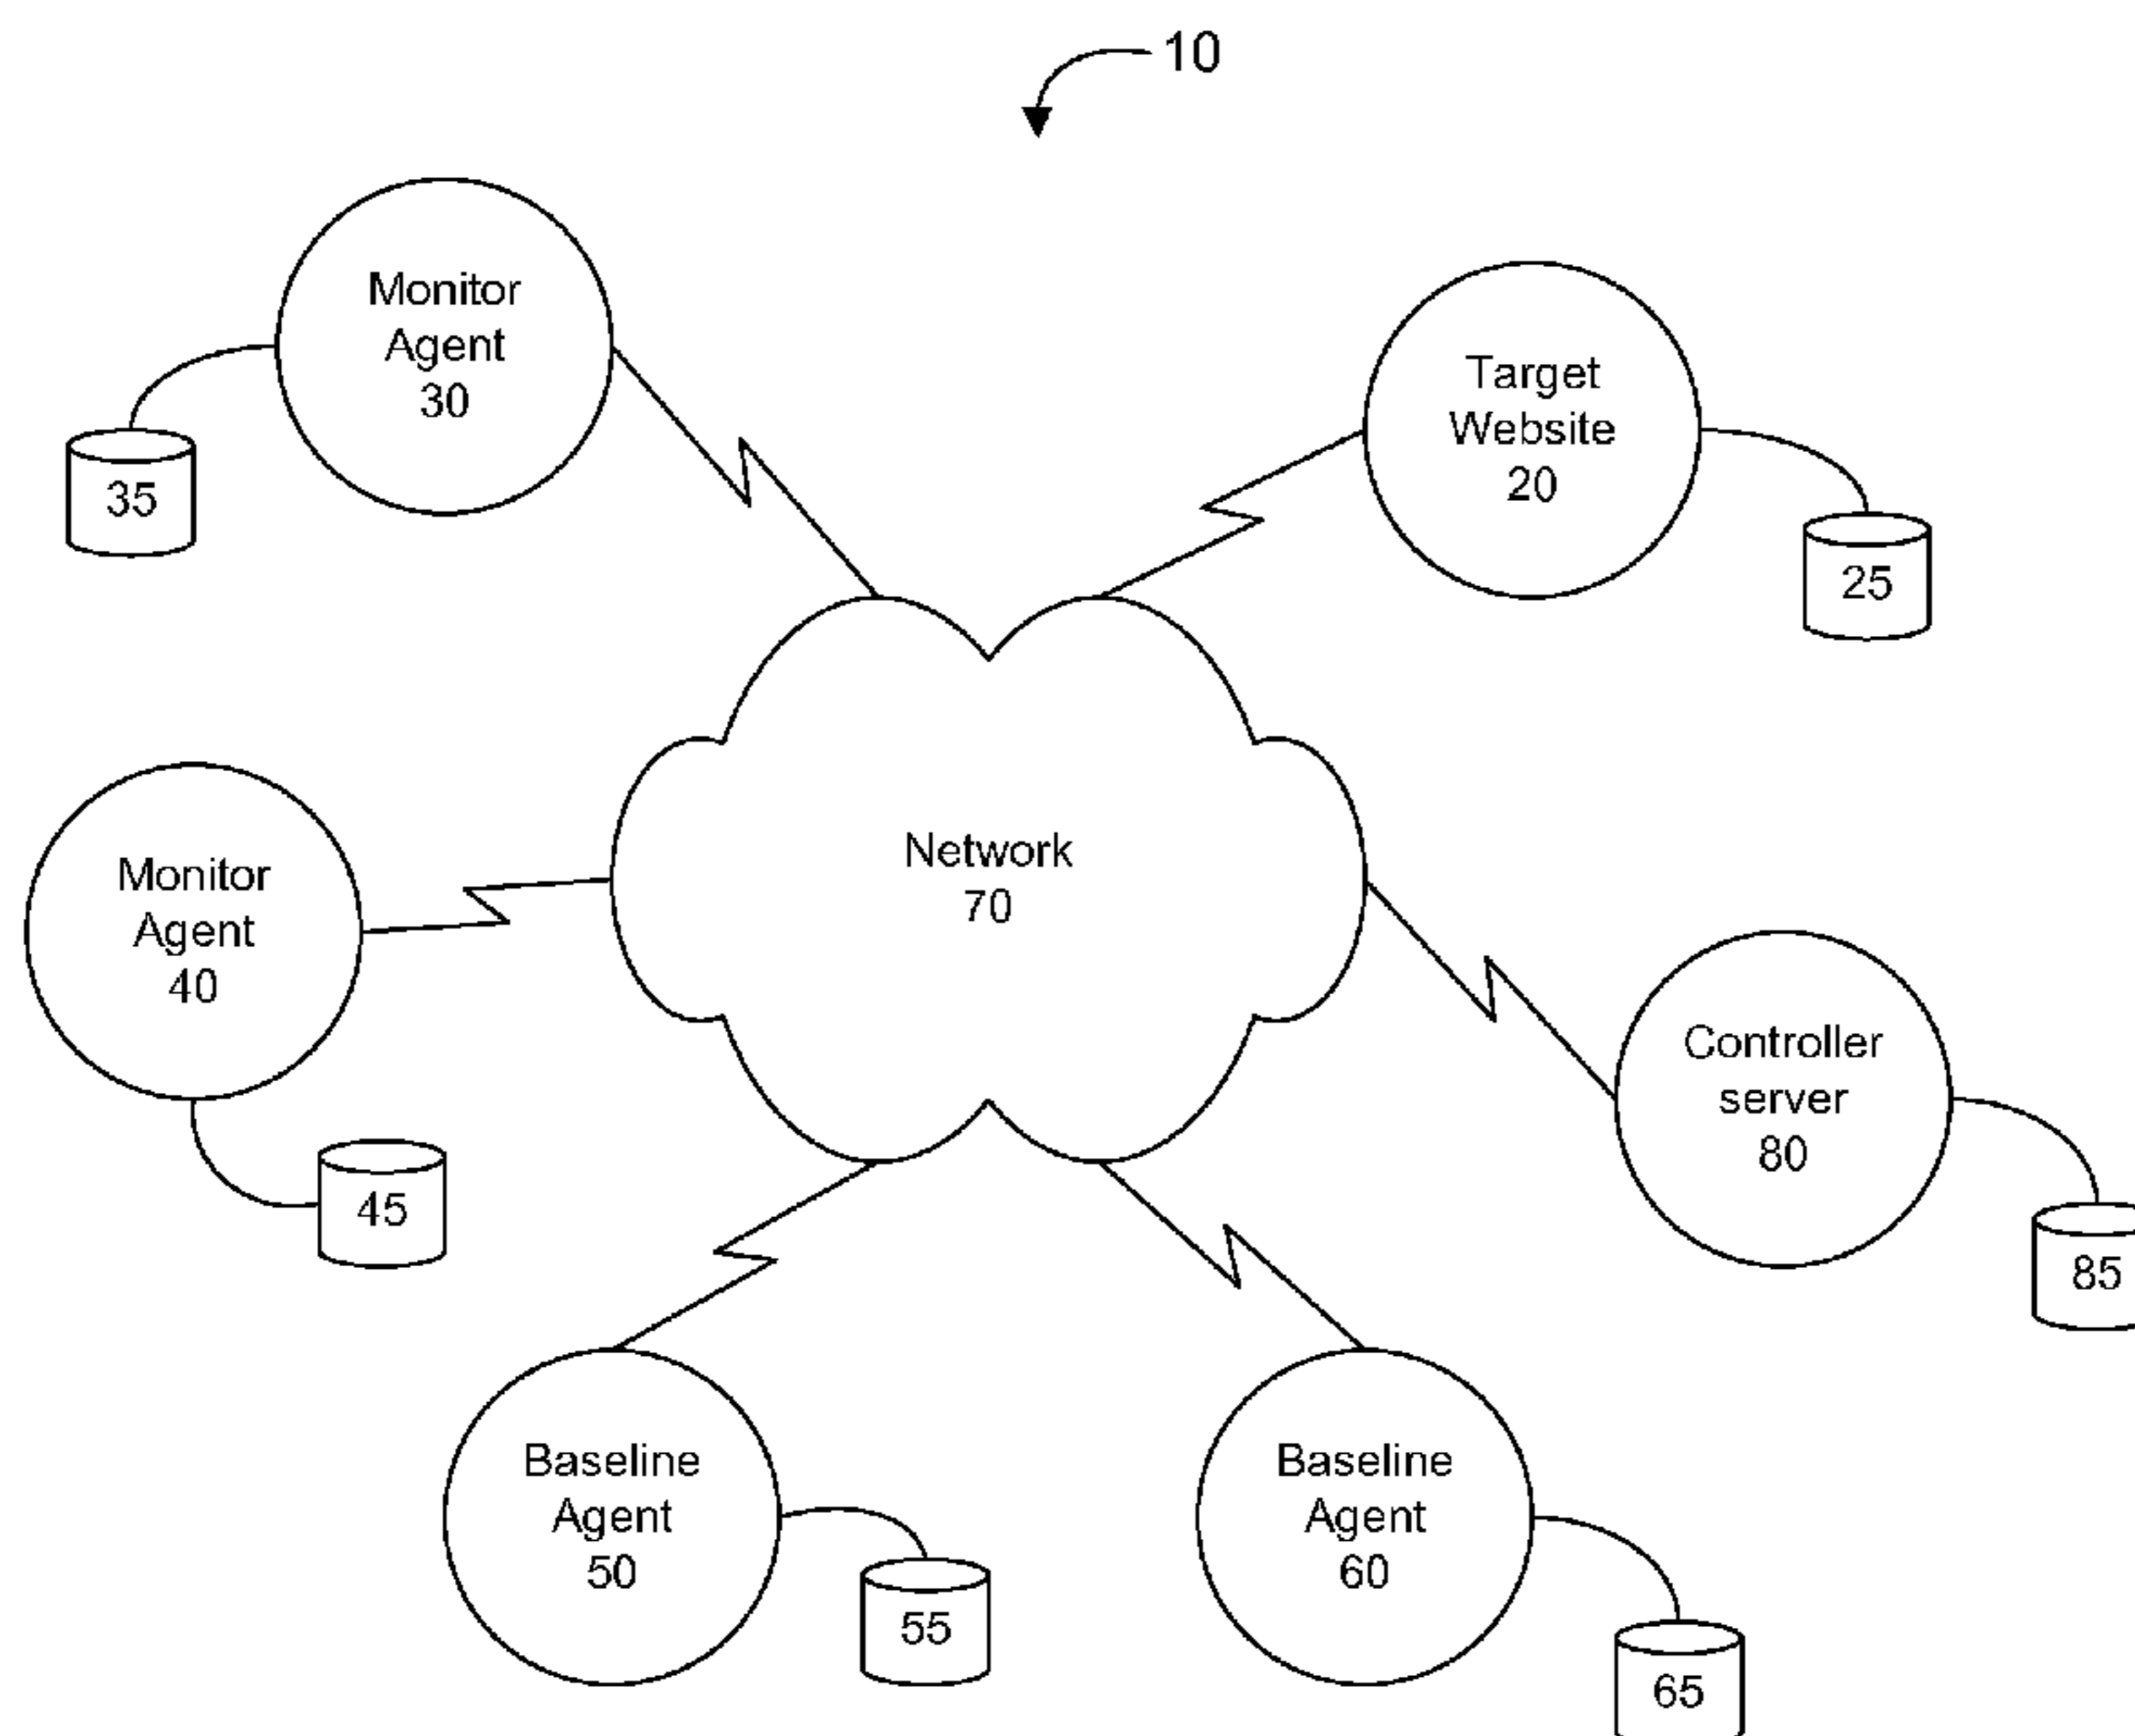 10
Monitor
Agent
30
35
Target
Website
20
25
Network
70
Monitor
Agent
40
45
Controller
server
80
85
Baseline
Agent
50
55
Baseline
Agent
60
65